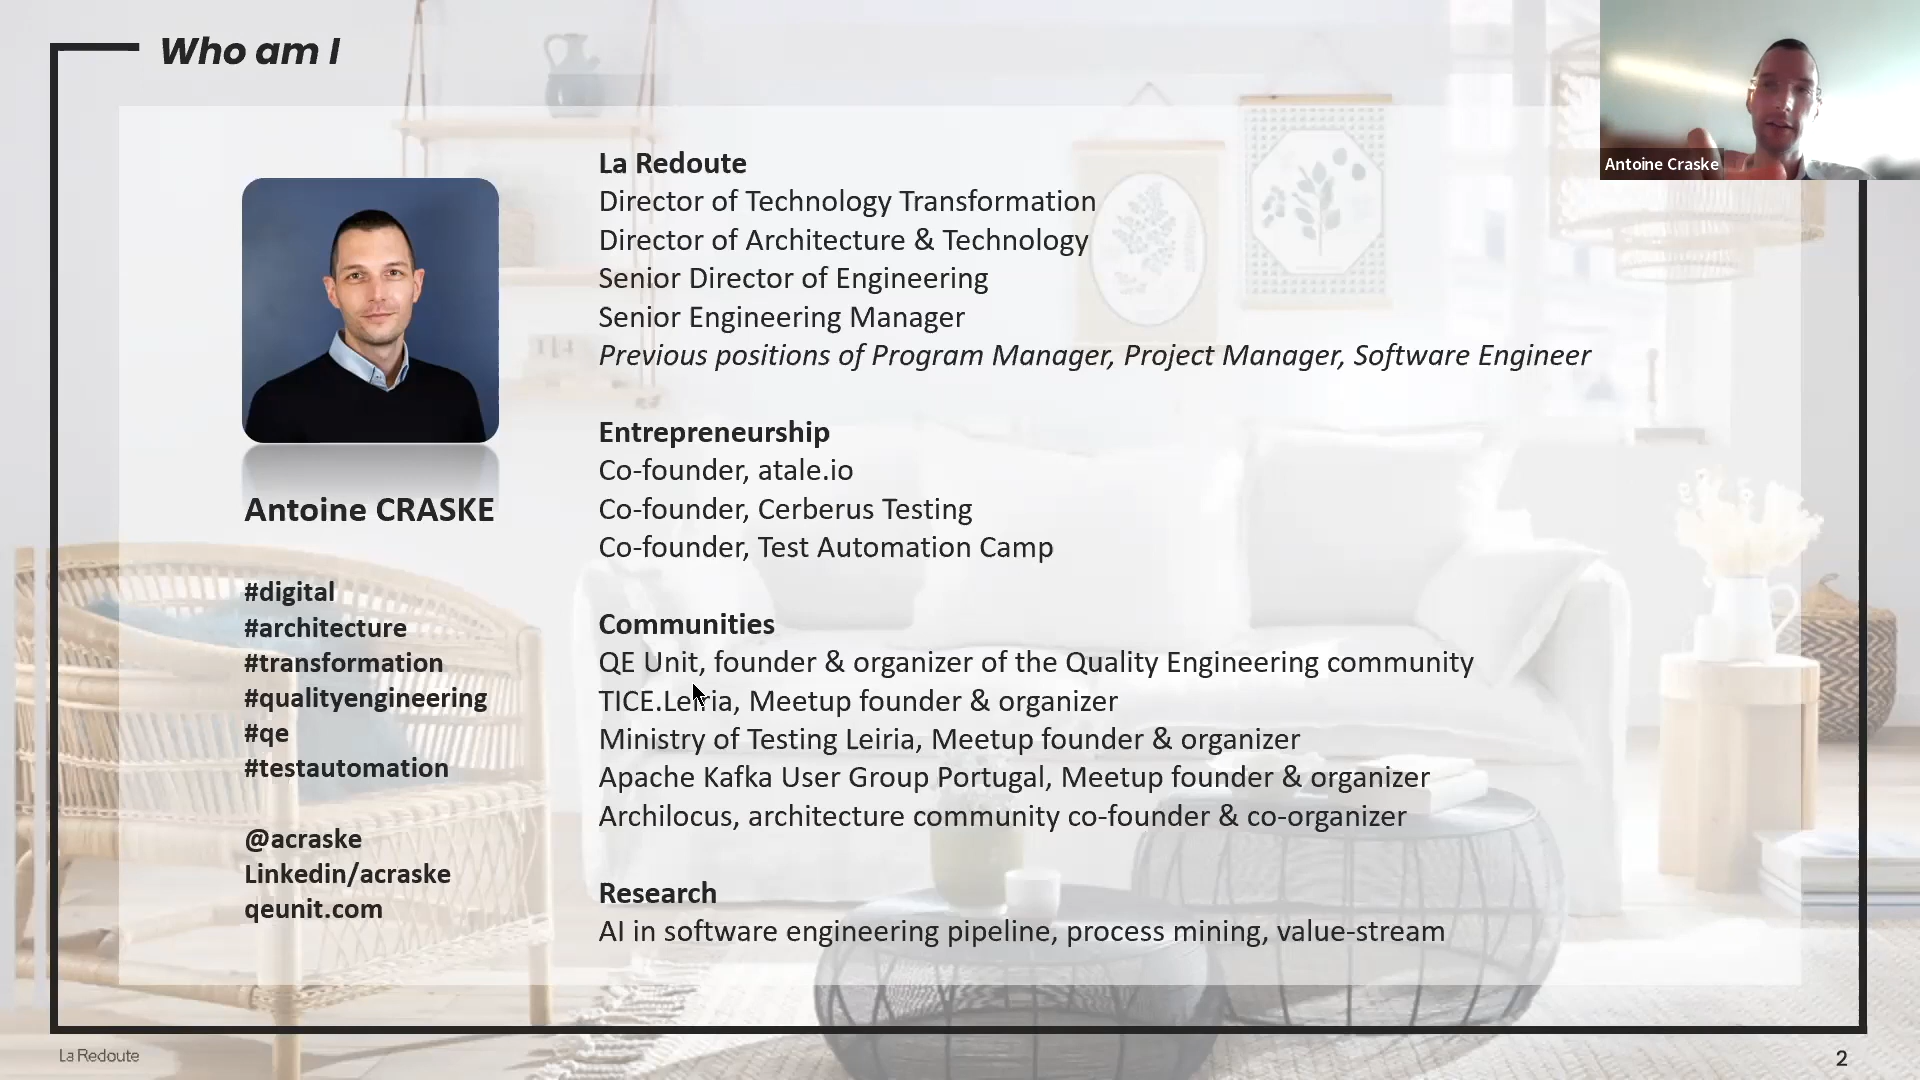 Who am I
Antoine Craske
La Redoute
Director of Technology Transformation
Director of Architecture & Technology
Senior Director of Engineering
Senior Engineering Manager
Previous positions of Program Manager, Project Manager, Software Engineer
Entrepreneurship
Co-founder, atale.io
Co-founder, Cerberus Testing
Co-founder, Test Automation Camp
Communities
QE Unit, founder & organizer of the Quality Engineering community
TICE.Leiria, Meetup founder & organizer
Ministry of Testing Leiria, Meetup founder & organizer
Apache Kafka User Group Portugal, Meetup founder & organizer
Archilocus, architecture community co-founder & co-organizer
Research
AI in software engineering pipeline, process mining, value-stream
Antoine CRASKE
#digital
#architecture
#transformation
#qualityengineering
#qe
#testautomation
@acraske
Linkedin/acraske
qeunit.com
La Redoute
2